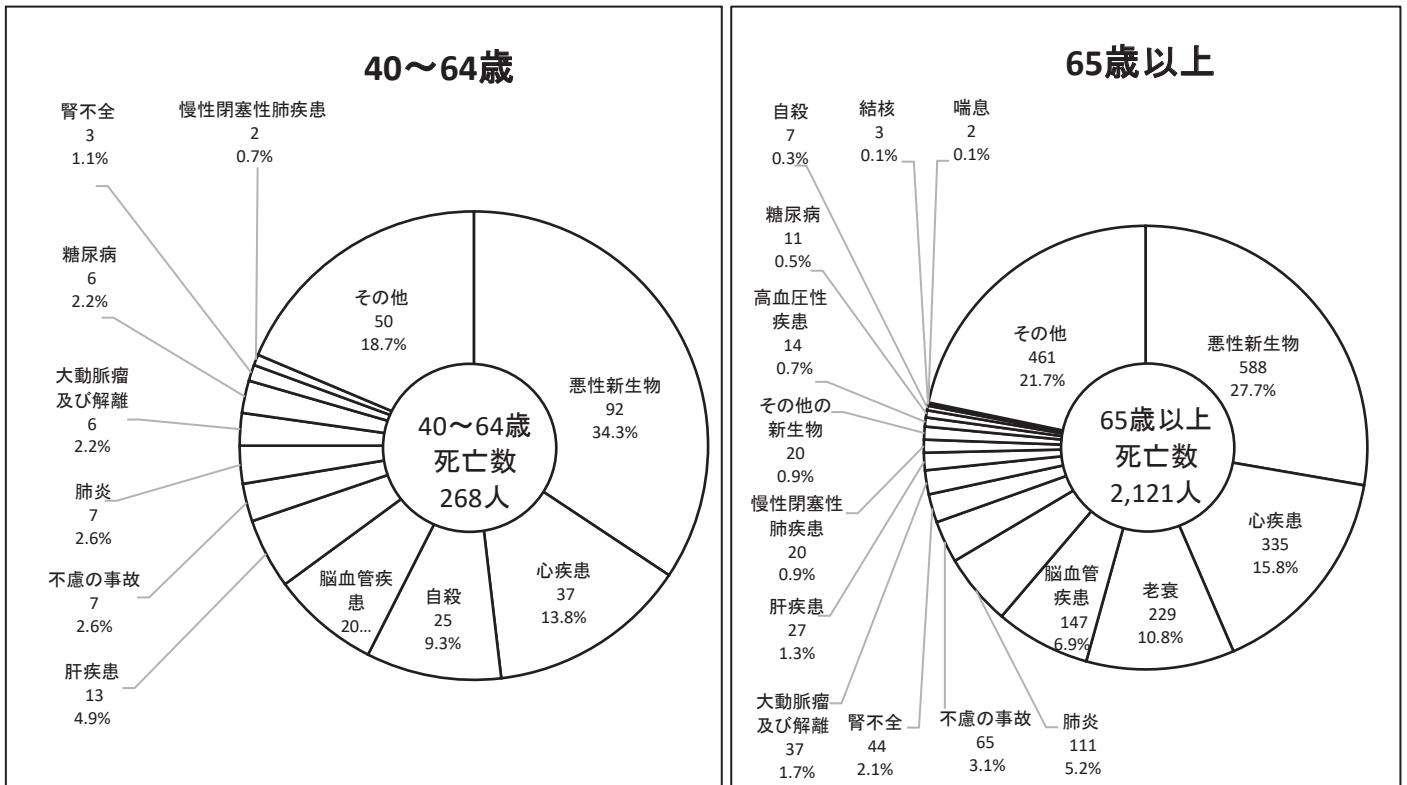 40～64歳
腎不全
3
1.1%
慢性閉塞性肺疾患
2
0.7%
糖尿病
6
2.2%
大動脈瘤
及び解離
6
2.2%
肺炎
7
2.6%
不慮の事故
7
2.6%
肝疾患
13
4.9%
その他
50
18.7%
悪性新生物
92
34.3%
心疾患
37
13.8%
自殺
25
9.3%
脳血管疾
患
20...
40～64歳
死亡数
268人
65歳以上
自殺
7
0.3%
結核
3
0.1%
喘息
2
0.1%
糖尿病
11
0.5%
高血圧性
疾患
14
0.7%
その他の
新生物
20
0.9%
慢性閉塞性
肺疾患
20
0.9%
肝疾患
27
1.3%
大動脈瘤
及び解離
37
1.7%
腎不全
44
2.1%
不慮の事故
65
3.1%
肺炎
111
5.2%
その他
461
21.7%
悪性新生物
588
27.7%
心疾患
335
15.8%
老衰
229
10.8%
脳血管
疾患
147
6.9%
65歳以上
死亡数
2,121人